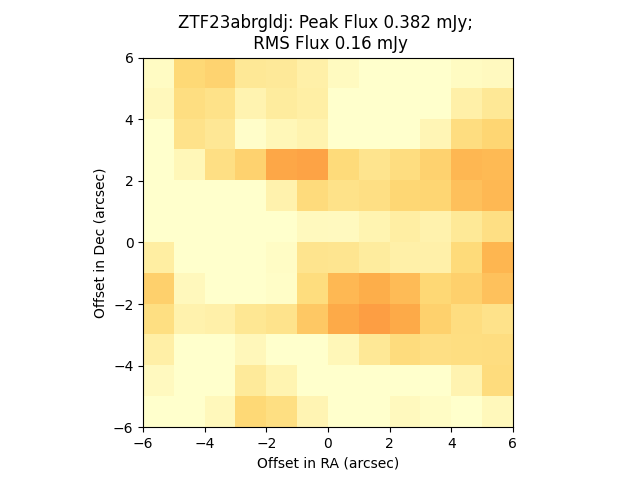 ZTF23abrgldj: Peak Flux 0.382 mJy;
RMS Flux 0.16 mJy
6
4
2
0
−2
−4
−6
Offset in Dec (arcsec)
−6 −4 −2 0 2 4 6
Offset in RA (arcsec)